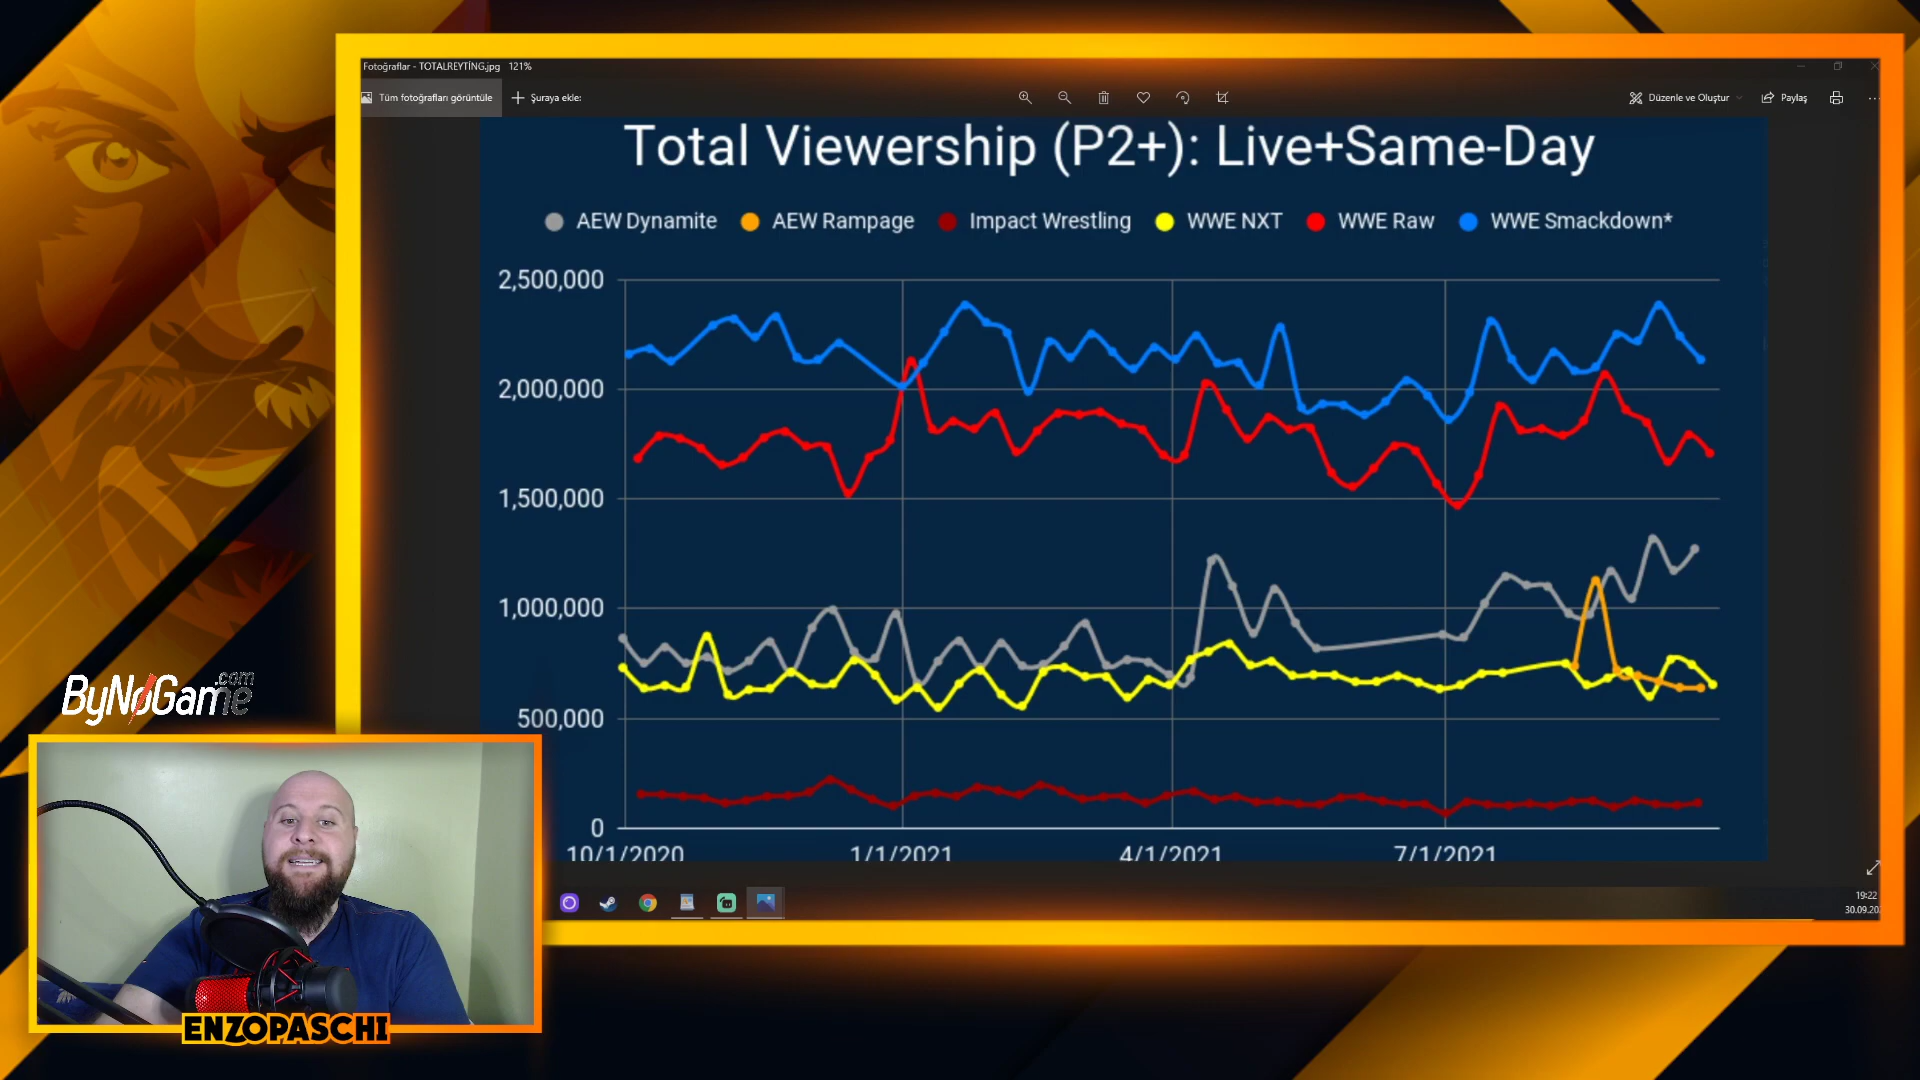 Fotoğraflar - TOTALREYTİNG.jpg 121%
Tüm fotoğrafları görüntüle
Şuraya ekle:
Düzenle ve Oluştur
Paylaş
Total Viewership (P2+): Live+Same-Day
AEW Dynamite
AEW Rampage
Impact Wrestling
WWE NXT
WWE Raw
WWE Smackdown*
2,500,000
2,000,000
1,500,000
1,000,000
500,000
0
10/1/2020
1/1/2021
4/1/2021
7/1/2021
19:22
30.09.20
ByNoGame
.com
ENZOPASCHI